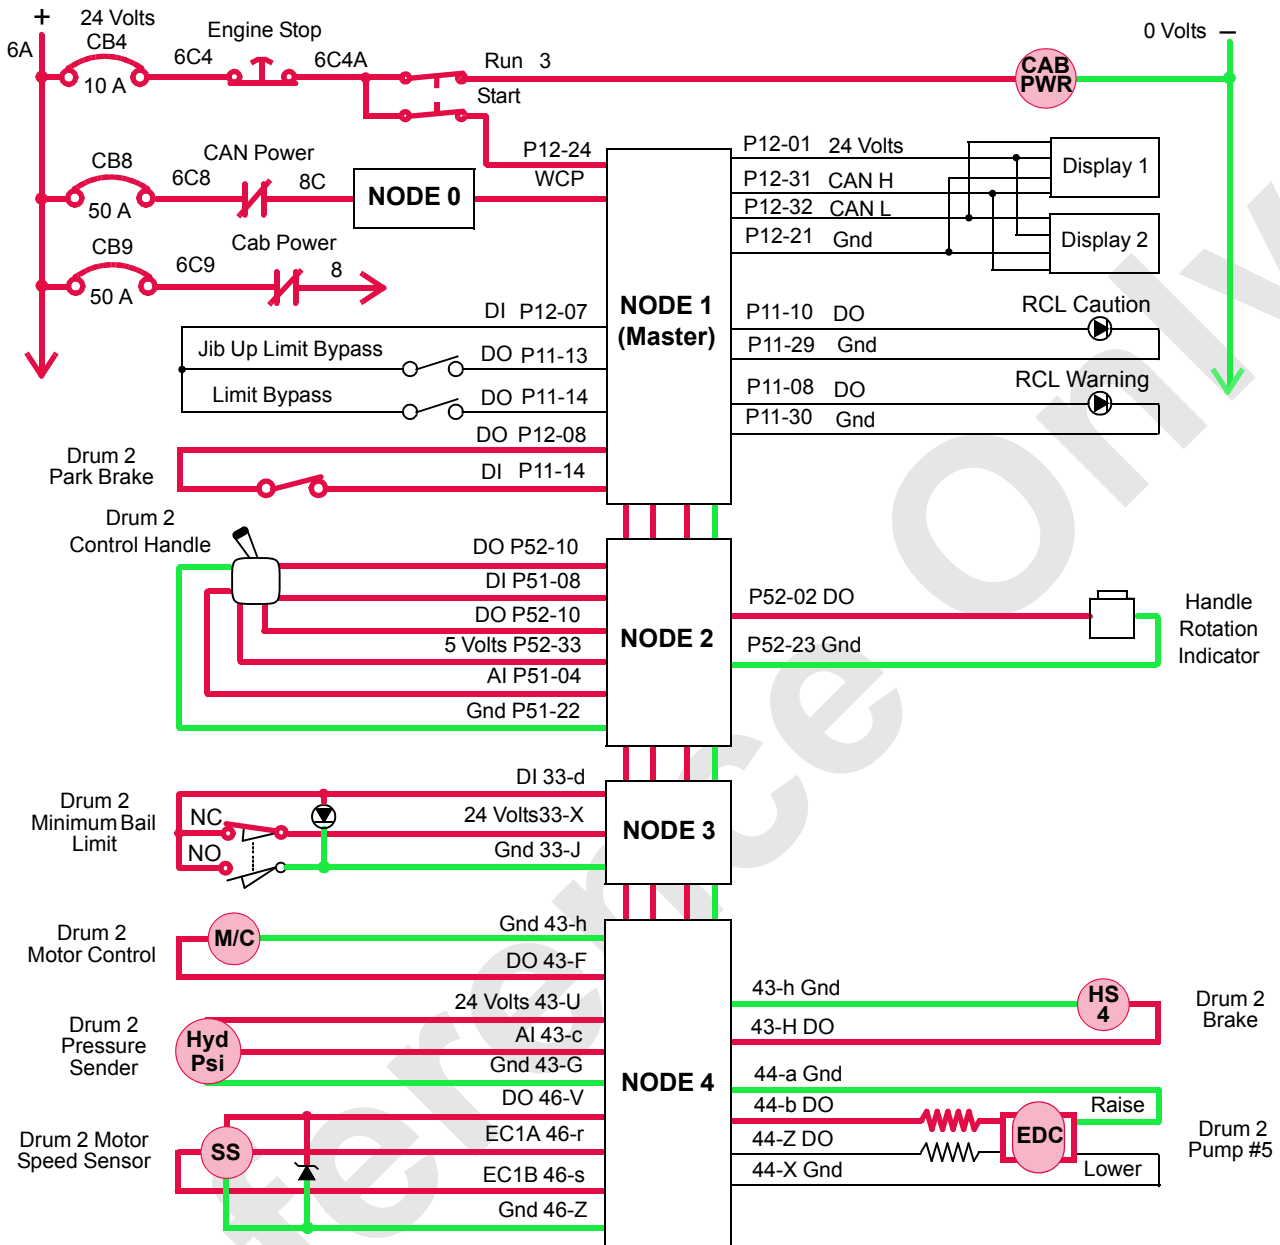 + 24 Volts
0 Volts −
6A
CB4
10 A
6C4
Engine Stop
6C4A
Run 3
Start
CAB
PWR
CB8
50 A
6C8
CAN Power
8C
NODE 0
P12-24
WCP
CB9
50 A
6C9
Cab Power
8
NODE 1
(Master)
P12-01 24 Volts
P12-31 CAN H
P12-32 CAN L
P12-21 Gnd
Display 1
Display 2
DI P12-07
Jib Up Limit Bypass
DO P11-13
Limit Bypass
DO P11-14
P11-10 DO
RCL Caution
P11-29 Gnd
P11-08 DO
RCL Warning
P11-30 Gnd
Drum 2
Park Brake
DO P12-08
DI P11-14
Drum 2
Control Handle
DO P52-10
DI P51-08
DO P52-10
5 Volts P52-33
AI P51-04
Gnd P51-22
NODE 2
P52-02 DO
P52-23 Gnd
Handle
Rotation
Indicator
Drum 2
Minimum Bail
Limit
NC
NO
DI 33-d
24 Volts33-X
Gnd 33-J
NODE 3
Drum 2
Motor Control
M/C
Gnd 43-h
DO 43-F
Drum 2
Pressure
Sender
Hyd
Psi
24 Volts 43-U
AI 43-c
Gnd 43-G
Drum 2 Motor
Speed Sensor
SS
DO 46-V
EC1A 46-r
EC1B 46-s
Gnd 46-Z
NODE 4
43-h Gnd
43-H DO
HS
4
Drum 2
Brake
44-a Gnd
44-b DO
44-Z DO
44-X Gnd
EDC
Raise
Lower
Drum 2
Pump #5
ference Only